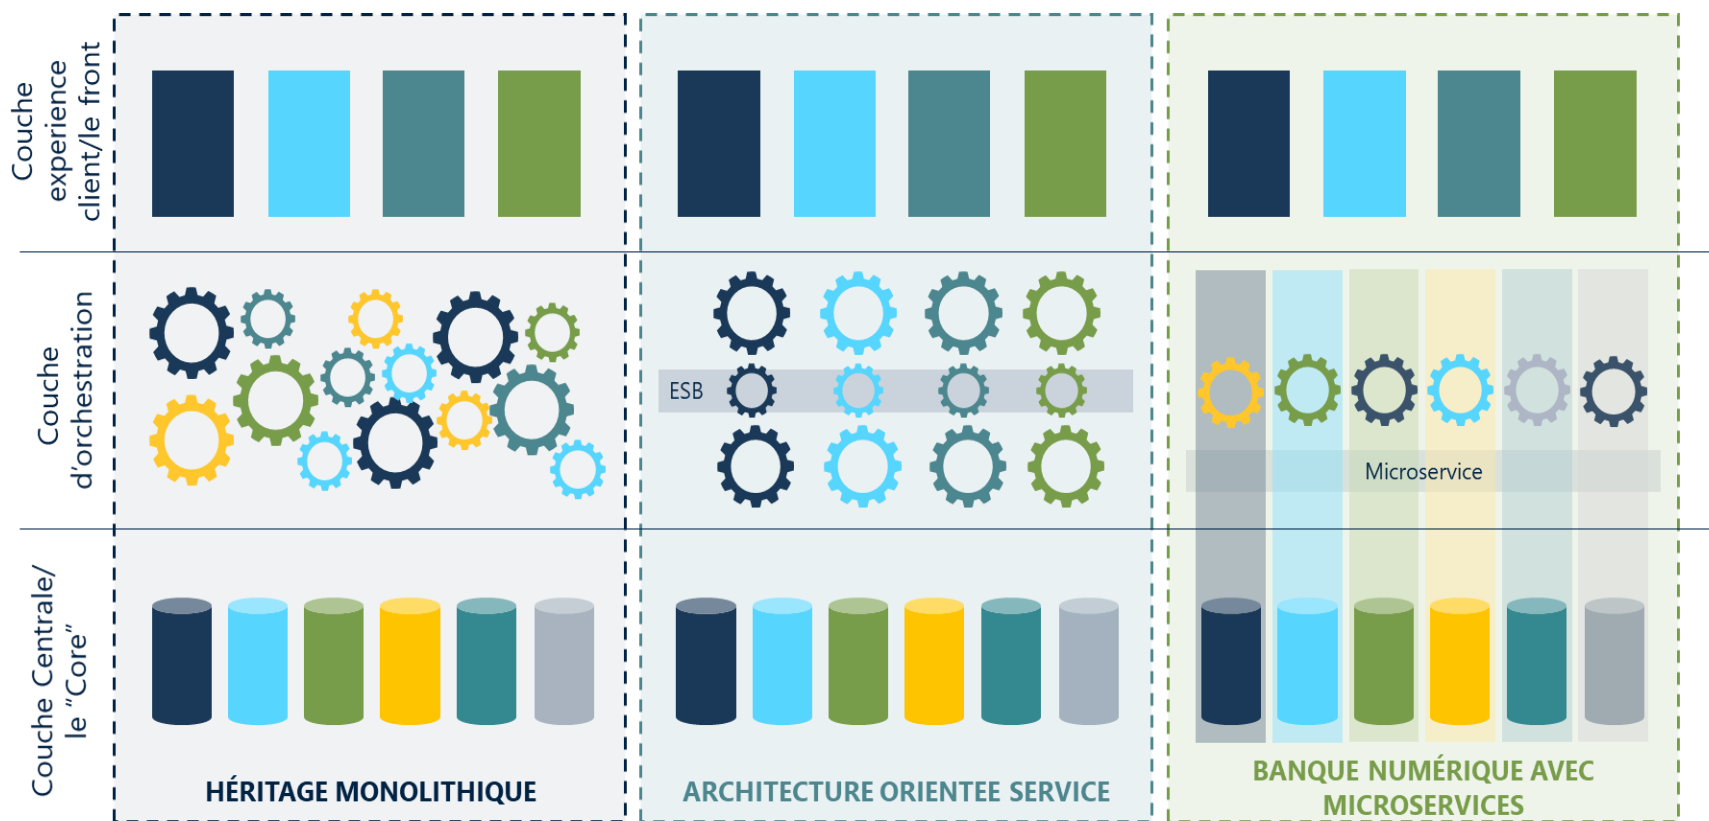 Couche
experience
client/le front
Couche
d'orchestration
ESB
Microservice
Couche Centrale/
le "Core"
HÉRITAGE MONOLITHIQUE
ARCHITECTURE ORIENTEE SERVICE
BANQUE NUMÉRIQUE AVEC
MICROSERVICES